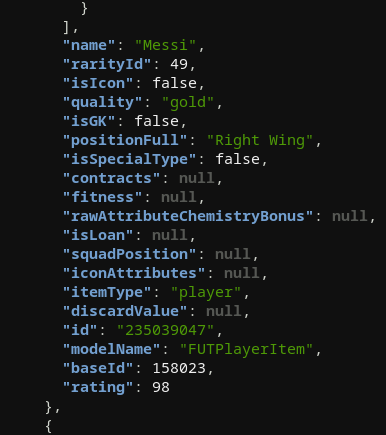 }
],
"name": "Messi",
"rarityId": 49,
"isIcon": false,
"quality": "gold",
"isGK": false,
"positionFull": "Right Wing",
"isSpecialType": false,
"contracts": null,
"fitness": null,
"rawAttributeChemistryBonus": null,
"isLoan": null,
"squadPosition": null,
"iconAttributes": null,
"itemType": "player",
"discardValue": null,
"id": "235039047",
"modelName": "FUTPlayerItem",
"baseId": 158023,
"rating": 98
},
{